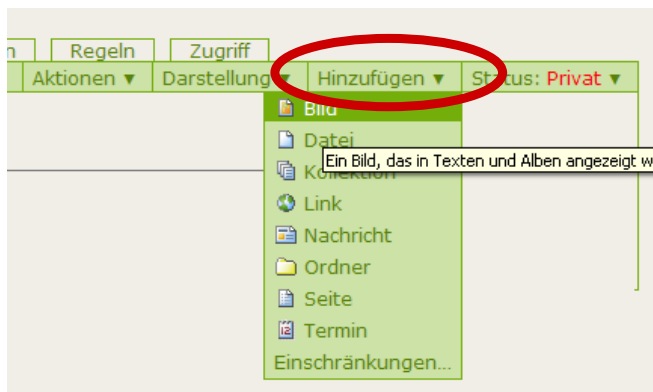 n Regeln Zugriff
Aktionen ▼ Darstellung ▼ Hinzufügen ▼ Status: Privat ▼
Bild
Datei
Ein Bild, das in Texten und Alben angezeigt w
Kollektion
Link
Nachricht
Ordner
Seite
Termin
Einschränkungen...